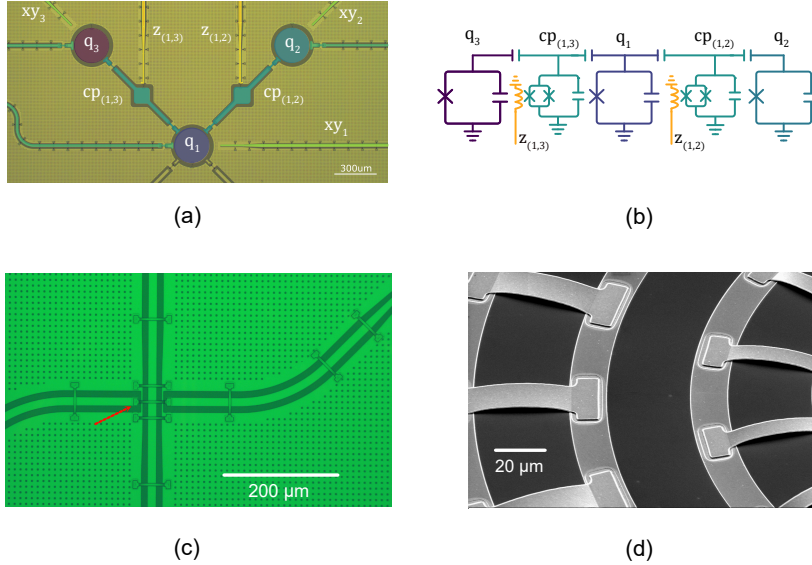 xy₃
z₍₁,₃₎
z₍₁,₂₎
xy₂
q₃
q₂
cp₍₁,₃₎
cp₍₁,₂₎
q₁
xy₁
300um
(a)
q₃
cp₍₁,₃₎
q₁
cp₍₁,₂₎
q₂
z₍₁,₃₎
z₍₁,₂₎
(b)
200 μm
(c)
20 μm
(d)